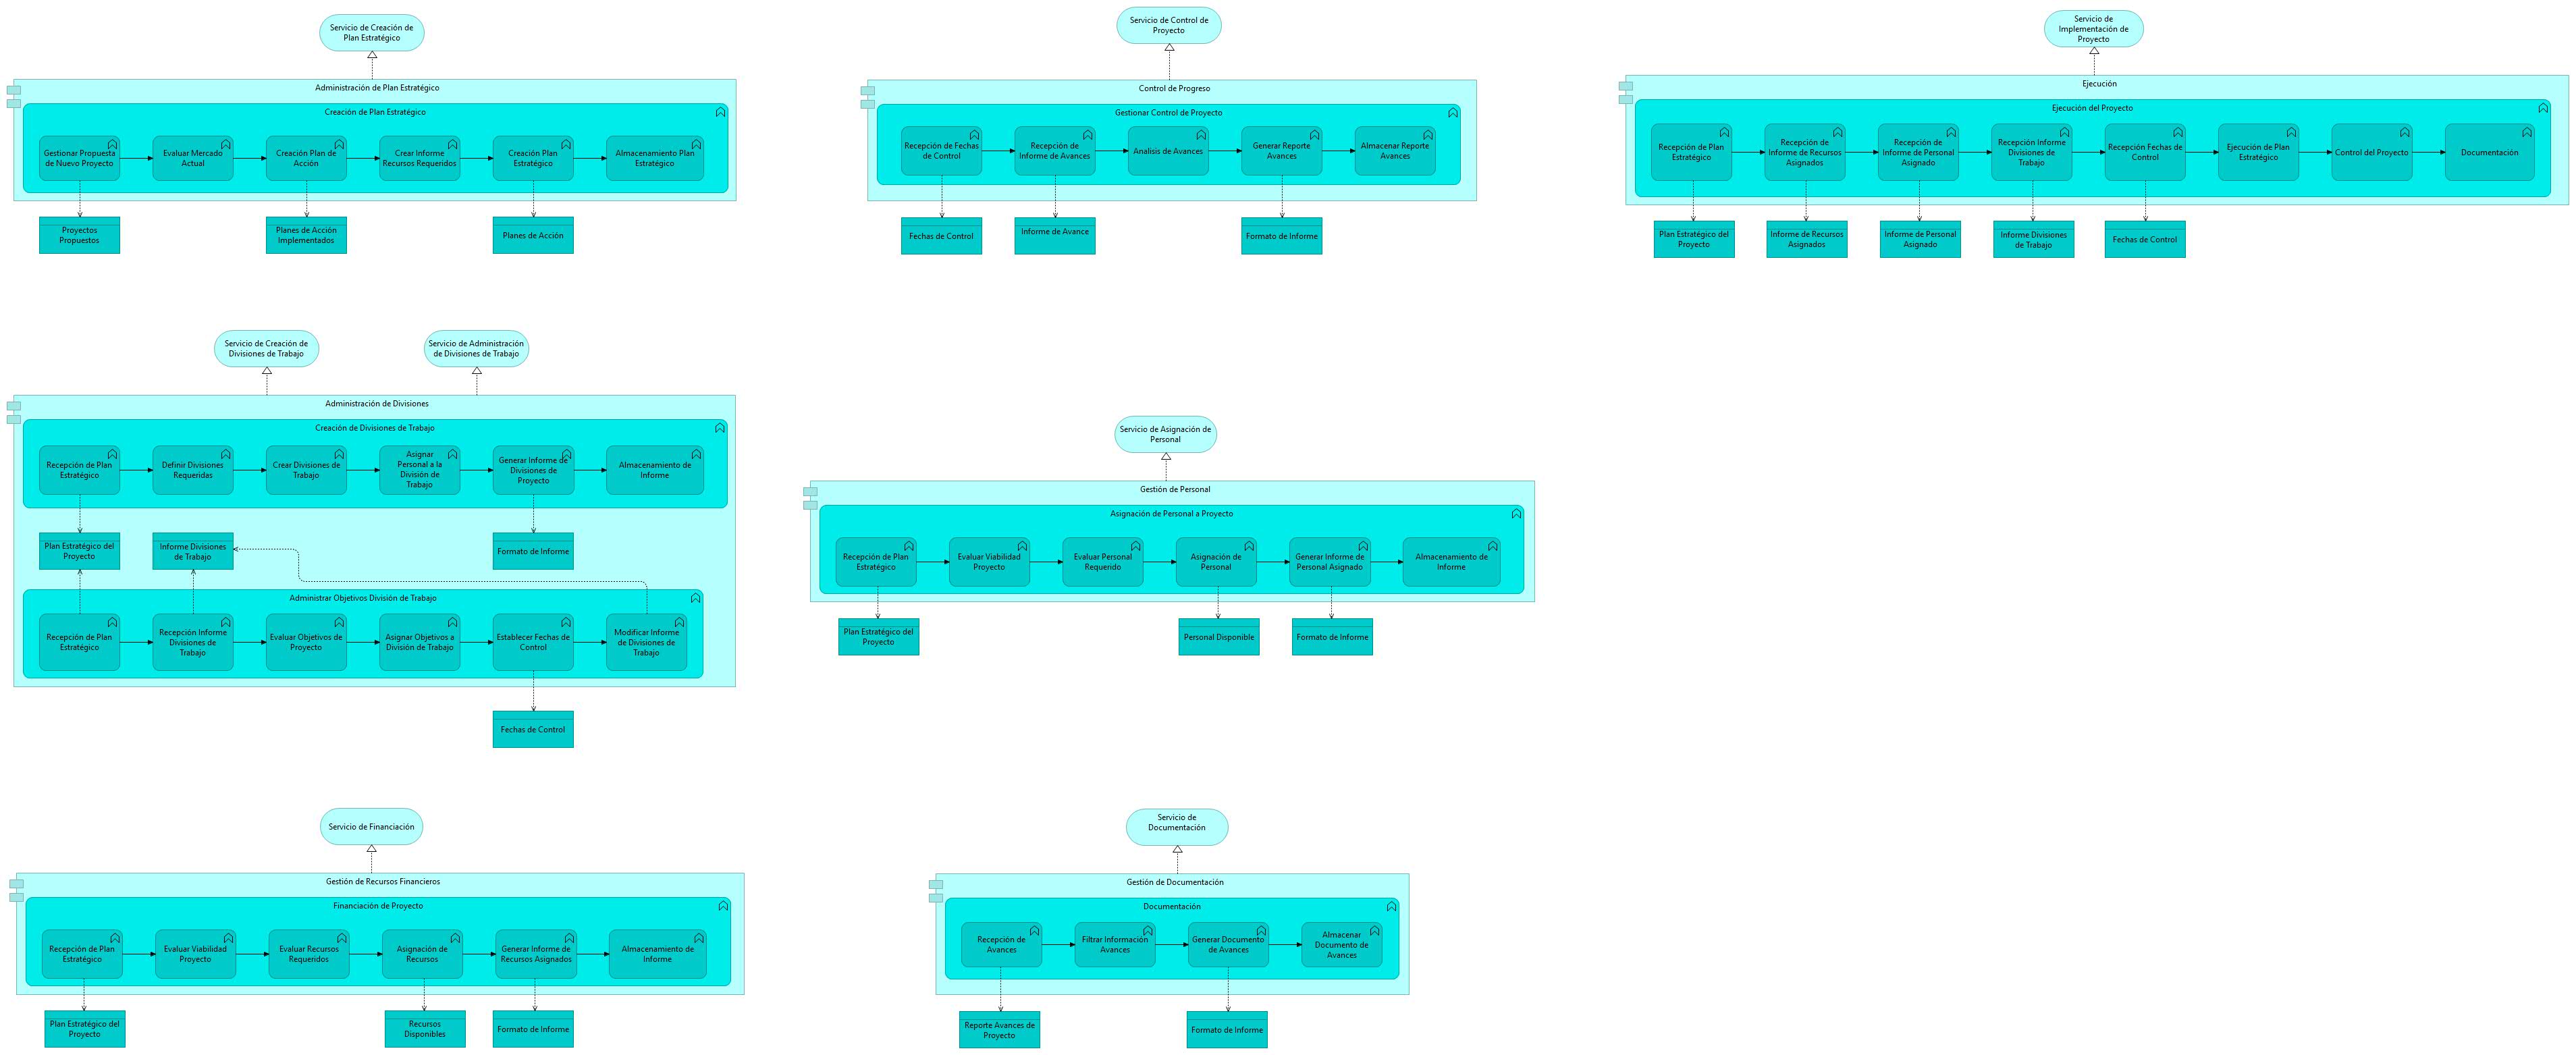 Servicio de Creación de
Plan Estratégico
Administración de Plan Estratégico
Creación de Plan Estratégico
Gestionar Propuesta
de Nuevo Proyecto
Evaluar Mercado
Actual
Creación Plan de
Acción
Crear Informe
Recursos Requeridos
Creación Plan
Estratégico
Almacenamiento Plan
Estratégico
Proyectos
Propuestos
Planes de Acción
Implementados
Planes de Acción
Servicio de Control de
Proyecto
Control de Progreso
Gestionar Control de Proyecto
Recepción de Fechas
de Control
Recepción de
Informe de Avances
Analisis de Avances
Generar Reporte
Avances
Almacenar Reporte
Avances
Fechas de Control
Informe de Avance
Formato de Informe
Servicio de
Implementación de
Proyecto
Ejecución
Ejecución del Proyecto
Recepción de Plan
Estratégico
Recepción de
Informe de Recursos
Asignados
Recepción de
Informe de Personal
Asignado
Recepción Informe
Divisiones de
Trabajo
Recepción Fechas de
Control
Ejecución de Plan
Estratégico
Control del Proyecto
Documentación
Plan Estratégico del
Proyecto
Informe de Recursos
Asignados
Informe de Personal
Asignado
Informe Divisiones
de Trabajo
Fechas de Control
Servicio de Creación de
Divisiones de Trabajo
Servicio de Administración
de Divisiones de Trabajo
Administración de Divisiones
Creación de Divisiones de Trabajo
Recepción de Plan
Estratégico
Definir Divisiones
Requeridas
Crear Divisiones de
Trabajo
Asignar
Personal a la
División de
Trabajo
Generar Informe de
Divisiones de
Proyecto
Almacenamiento de
Informe
Plan Estratégico del
Proyecto
Informe Divisiones
de Trabajo
Formato de Informe
Administrar Objetivos División de Trabajo
Recepción de Plan
Estratégico
Recepción Informe
Divisiones de
Trabajo
Evaluar Objetivos de
Proyecto
Asignar Objetivos a
División de Trabajo
Establecer Fechas de
Control
Modificar Informe
de Divisiones de
Trabajo
Fechas de Control
Servicio de Asignación de
Personal
Gestión de Personal
Asignación de Personal a Proyecto
Recepción de Plan
Estratégico
Evaluar Viabilidad
Proyecto
Evaluar Personal
Requerido
Asignación de
Personal
Generar Informe de
Personal Asignado
Almacenamiento de
Informe
Plan Estratégico del
Proyecto
Personal Disponible
Formato de Informe
Servicio de Financiación
Gestión de Recursos Financieros
Financiación de Proyecto
Recepción de Plan
Estratégico
Evaluar Viabilidad
Proyecto
Evaluar Recursos
Requeridos
Asignación de
Recursos
Generar Informe de
Recursos Asignados
Almacenamiento de
Informe
Plan Estratégico del
Proyecto
Recursos
Disponibles
Formato de Informe
Servicio de
Documentación
Gestión de Documentación
Documentación
Recepción de
Avances
Filtrar Información
Avances
Generar Documento
de Avances
Almacenar
Documento de
Avances
Reporte Avances de
Proyecto
Formato de Informe